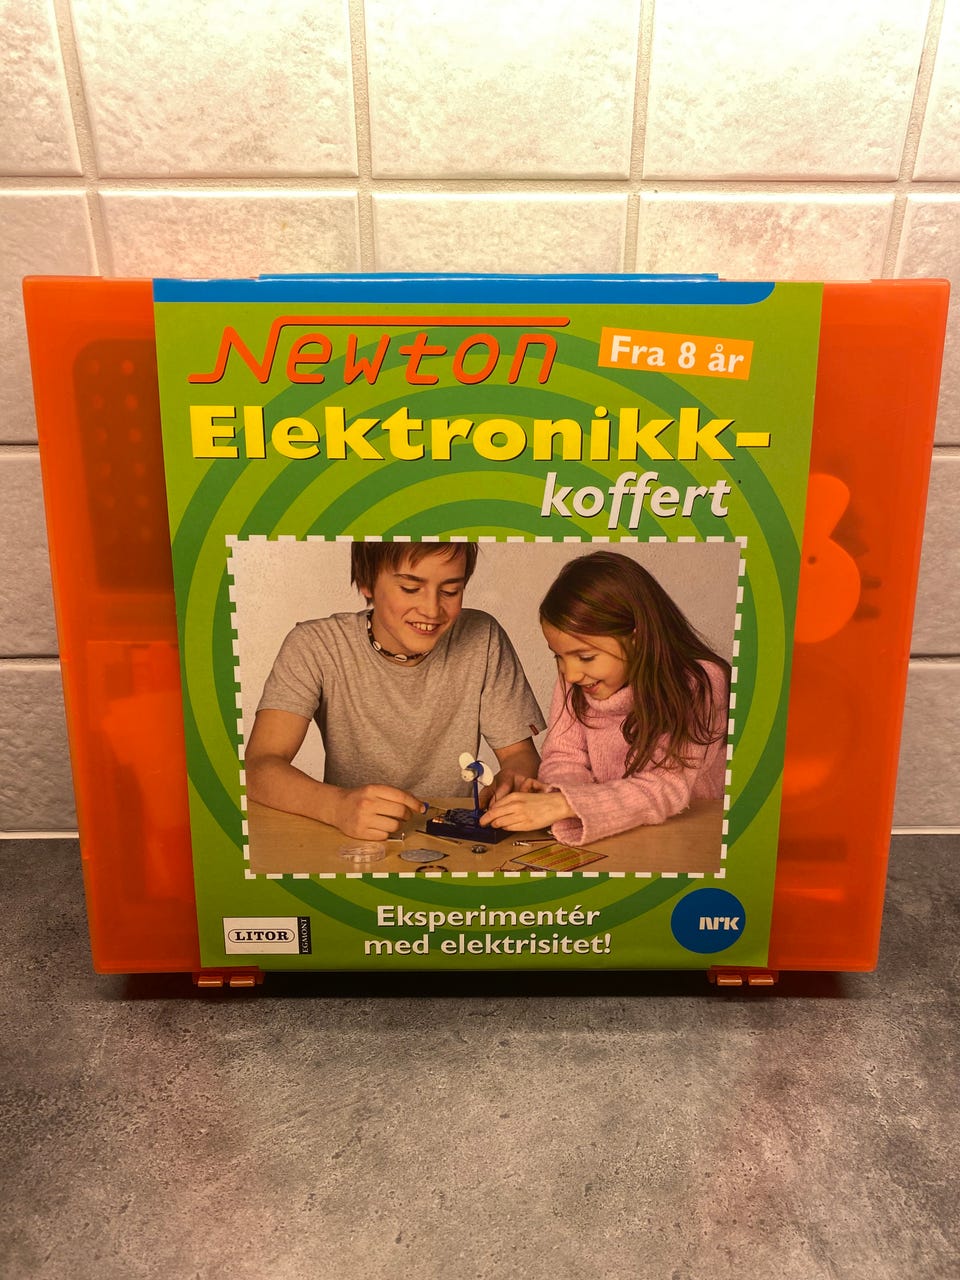 Newton
Fra 8 år
Elektronikk-
koffert
Eksperimentér
med elektrisitet!
LITOR
EGMONT
nrk